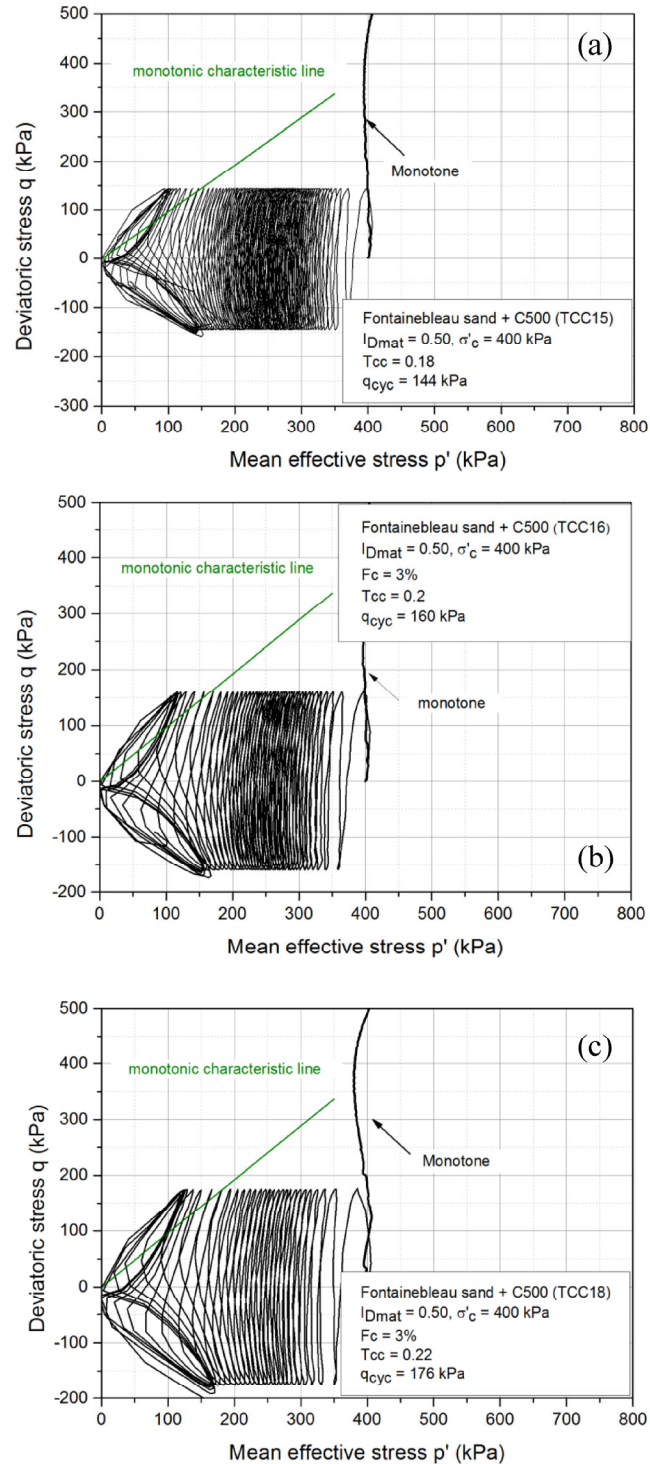 (a)
500
400
300
200
100
0
-100
-200
-300
Deviatoric stress q (kPa)
monotonic characteristic line
Monotone
Fontainebleau sand + C500 (TCC15)
IDmat = 0.50, σ'c = 400 kPa
Tcc = 0.18
qcyc = 144 kPa
0 100 200 300 400 500 600 700 800
Mean effective stress p' (kPa)
500
400
300
200
100
0
-100
-200
Deviatoric stress q (kPa)
Fontainebleau sand + C500 (TCC16)
IDmat = 0.50, σ'c = 400 kPa
Fc = 3%
Tcc = 0.2
qcyc = 160 kPa
monotonic characteristic line
monotone
(b)
0 100 200 300 400 500 600 700 800
Mean effective stress p' (kPa)
(c)
500
400
300
200
100
0
-100
-200
Deviatoric stress q (kPa)
monotonic characteristic line
Monotone
Fontainebleau sand + C500 (TCC18)
IDmat = 0.50, σ'c = 400 kPa
Fc = 3%
Tcc = 0.22
qcyc = 176 kPa
0 100 200 300 400 500 600 700 800
Mean effective stress p' (kPa)